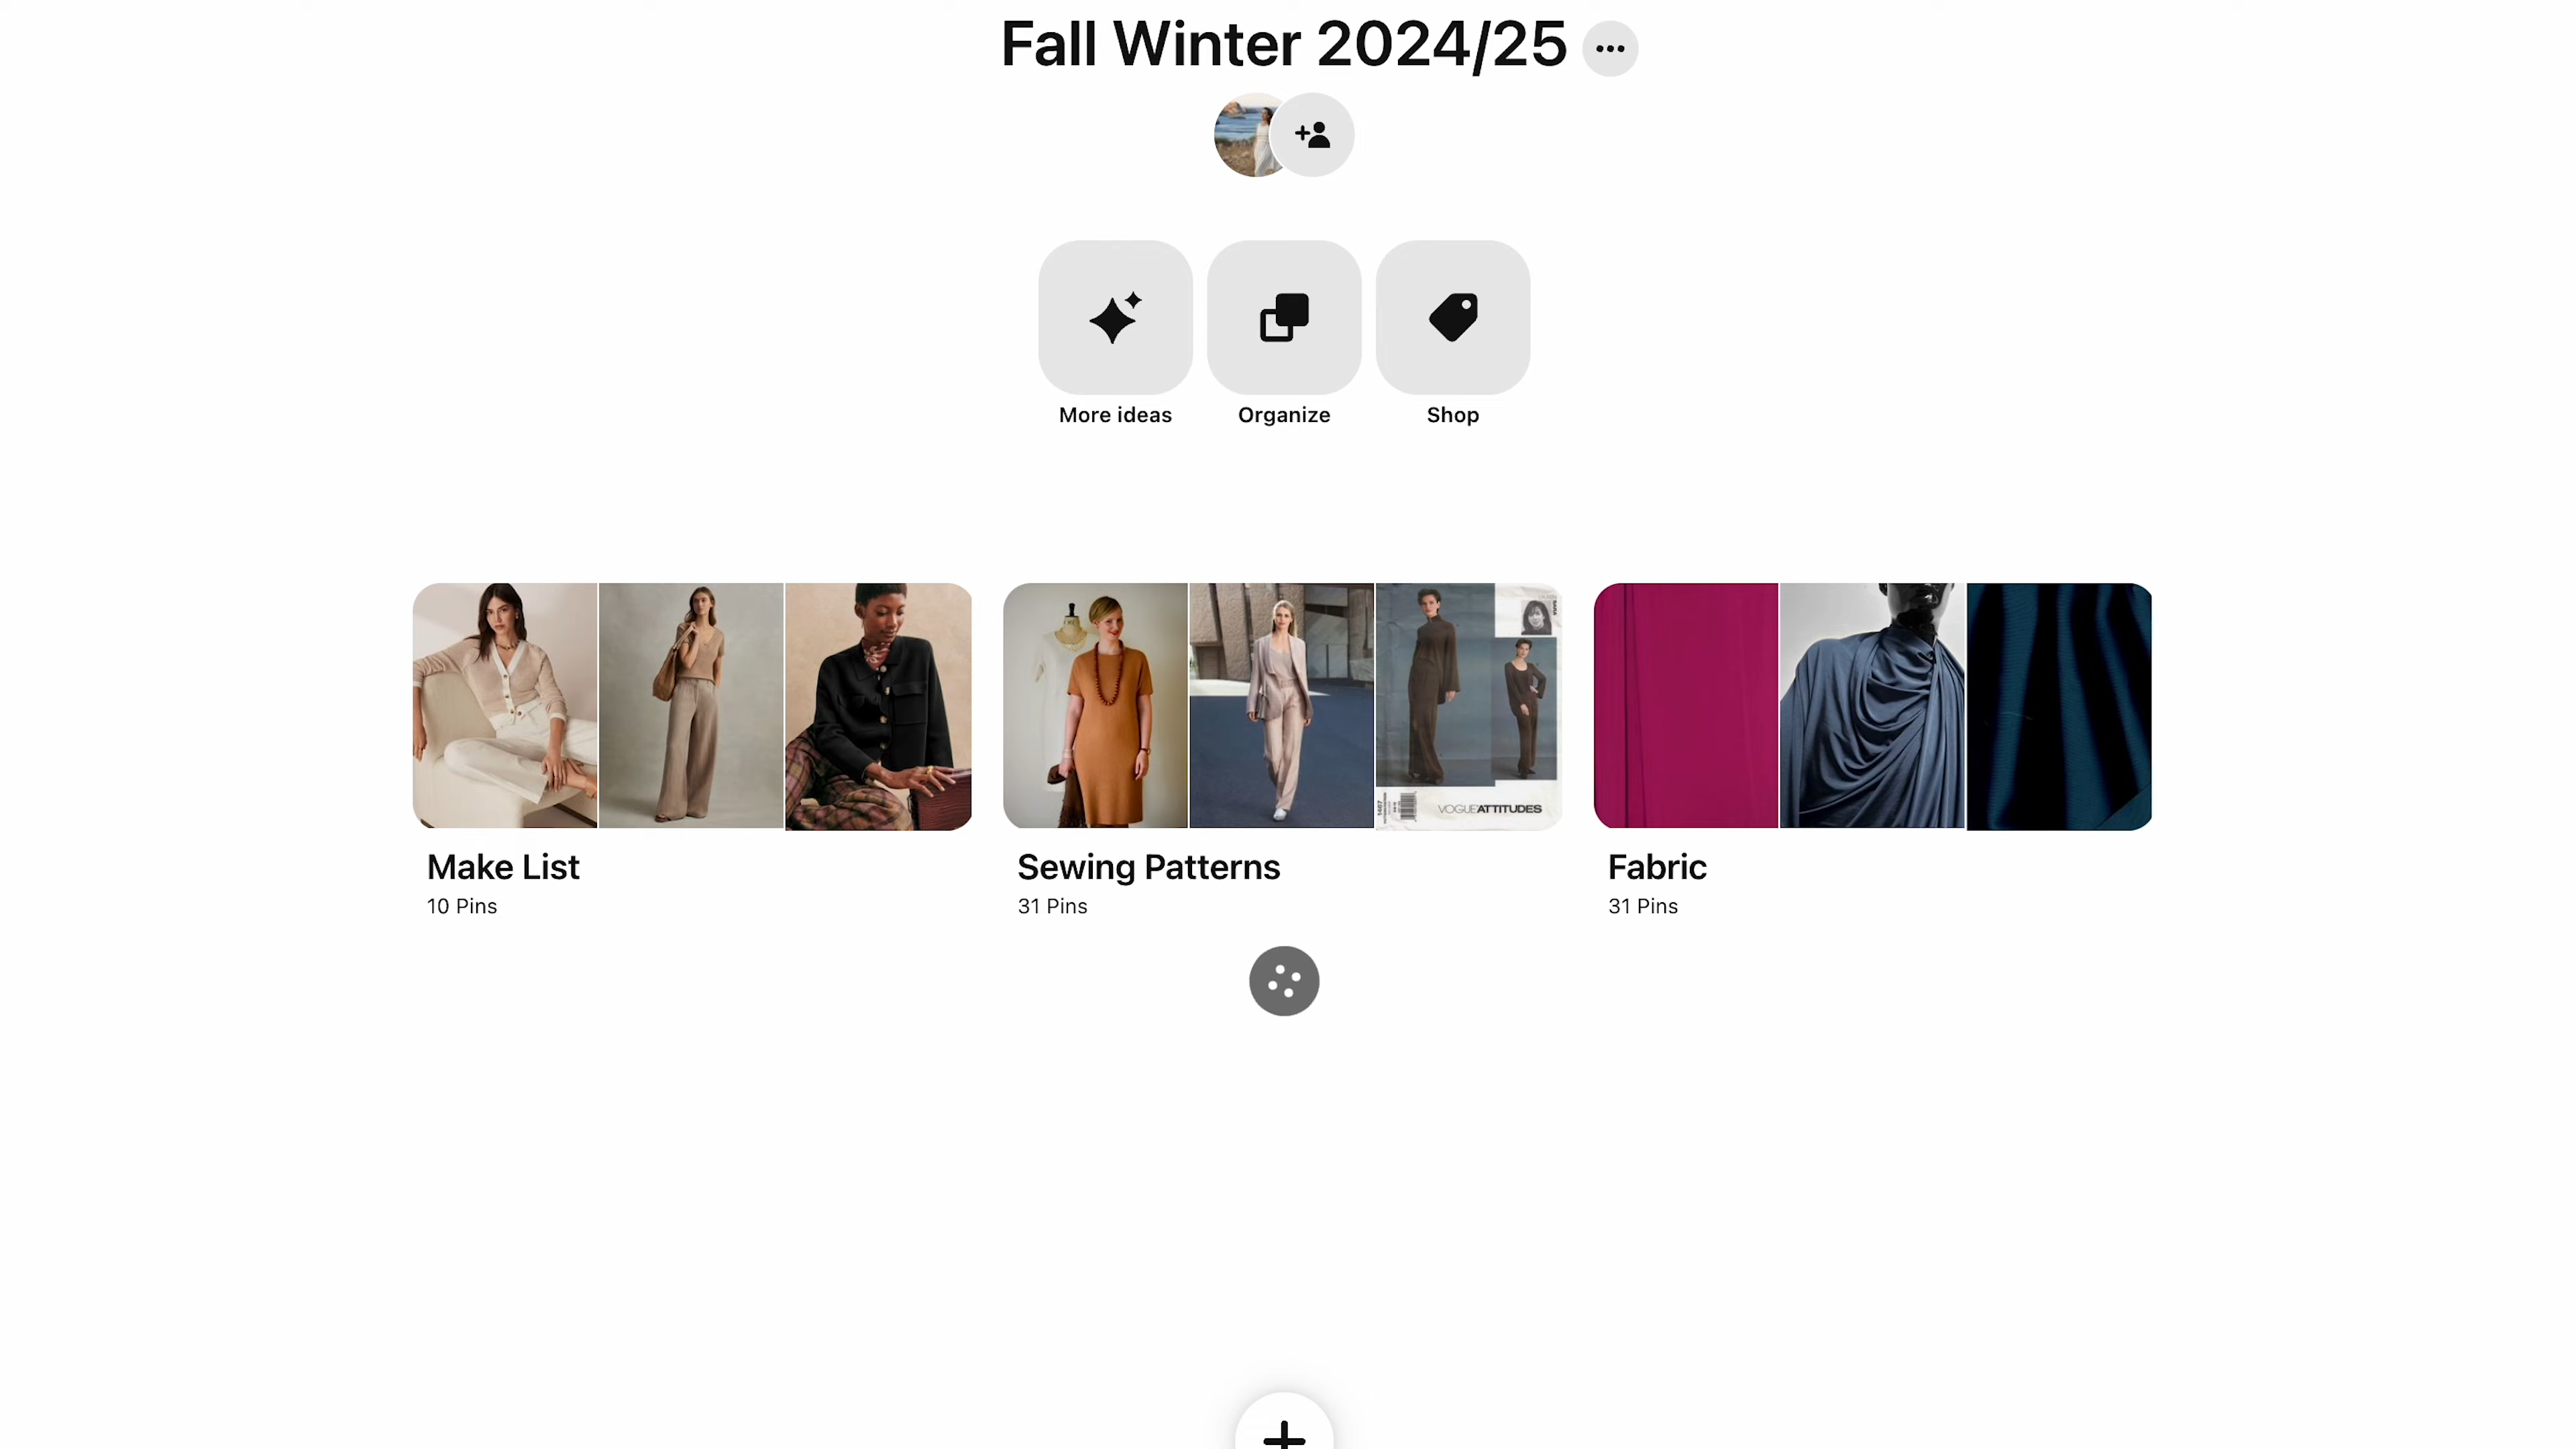 Fall Winter 2024/25
More ideas
Organize
Shop
VOGUEATTITUDES
Make List
10 Pins
Sewing Patterns
31 Pins
Fabric
31 Pins